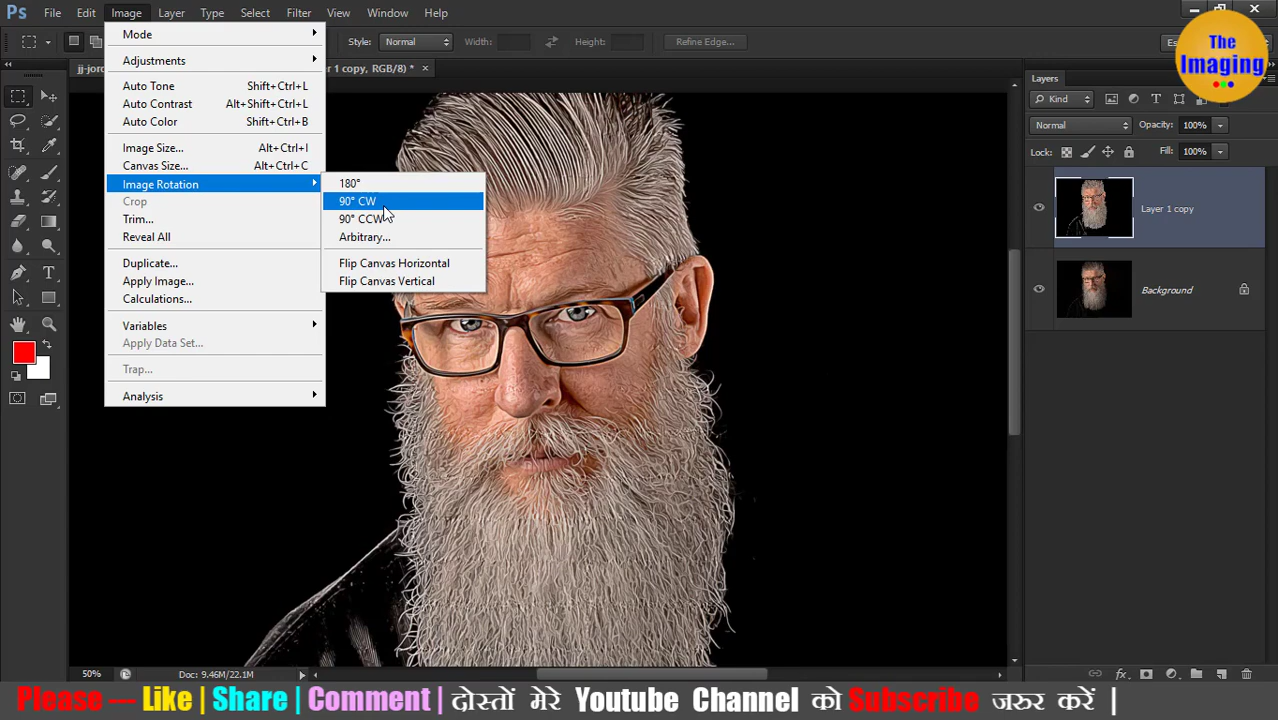 Ps File Edit Image Layer Type Select Filter View Window Help
Style: Normal Width: Height: Refine Edge...
The
Imaging
jj-jor
r 1 copy, RGB/8) * ×
Mode
Adjustments
Auto Tone Shift+Ctrl+L
Auto Contrast Alt+Shift+Ctrl+L
Auto Color Shift+Ctrl+B
Image Size... Alt+Ctrl+I
Canvas Size... Alt+Ctrl+C
Image Rotation
Crop
Trim...
Reveal All
Duplicate...
Apply Image...
Calculations...
Variables
Apply Data Set...
Trap...
Analysis
180°
90° CW
90° CCW
Arbitrary...
Flip Canvas Horizontal
Flip Canvas Vertical
Layers
Kind
Normal Opacity: 100%
Lock: Fill: 100%
Layer 1 copy
Background
50% Doc: 9.46M/22.1M
Please --- Like | Share | Comment | दोस्तों मेरे Youtube Channel को Subscribe जरुर करें |